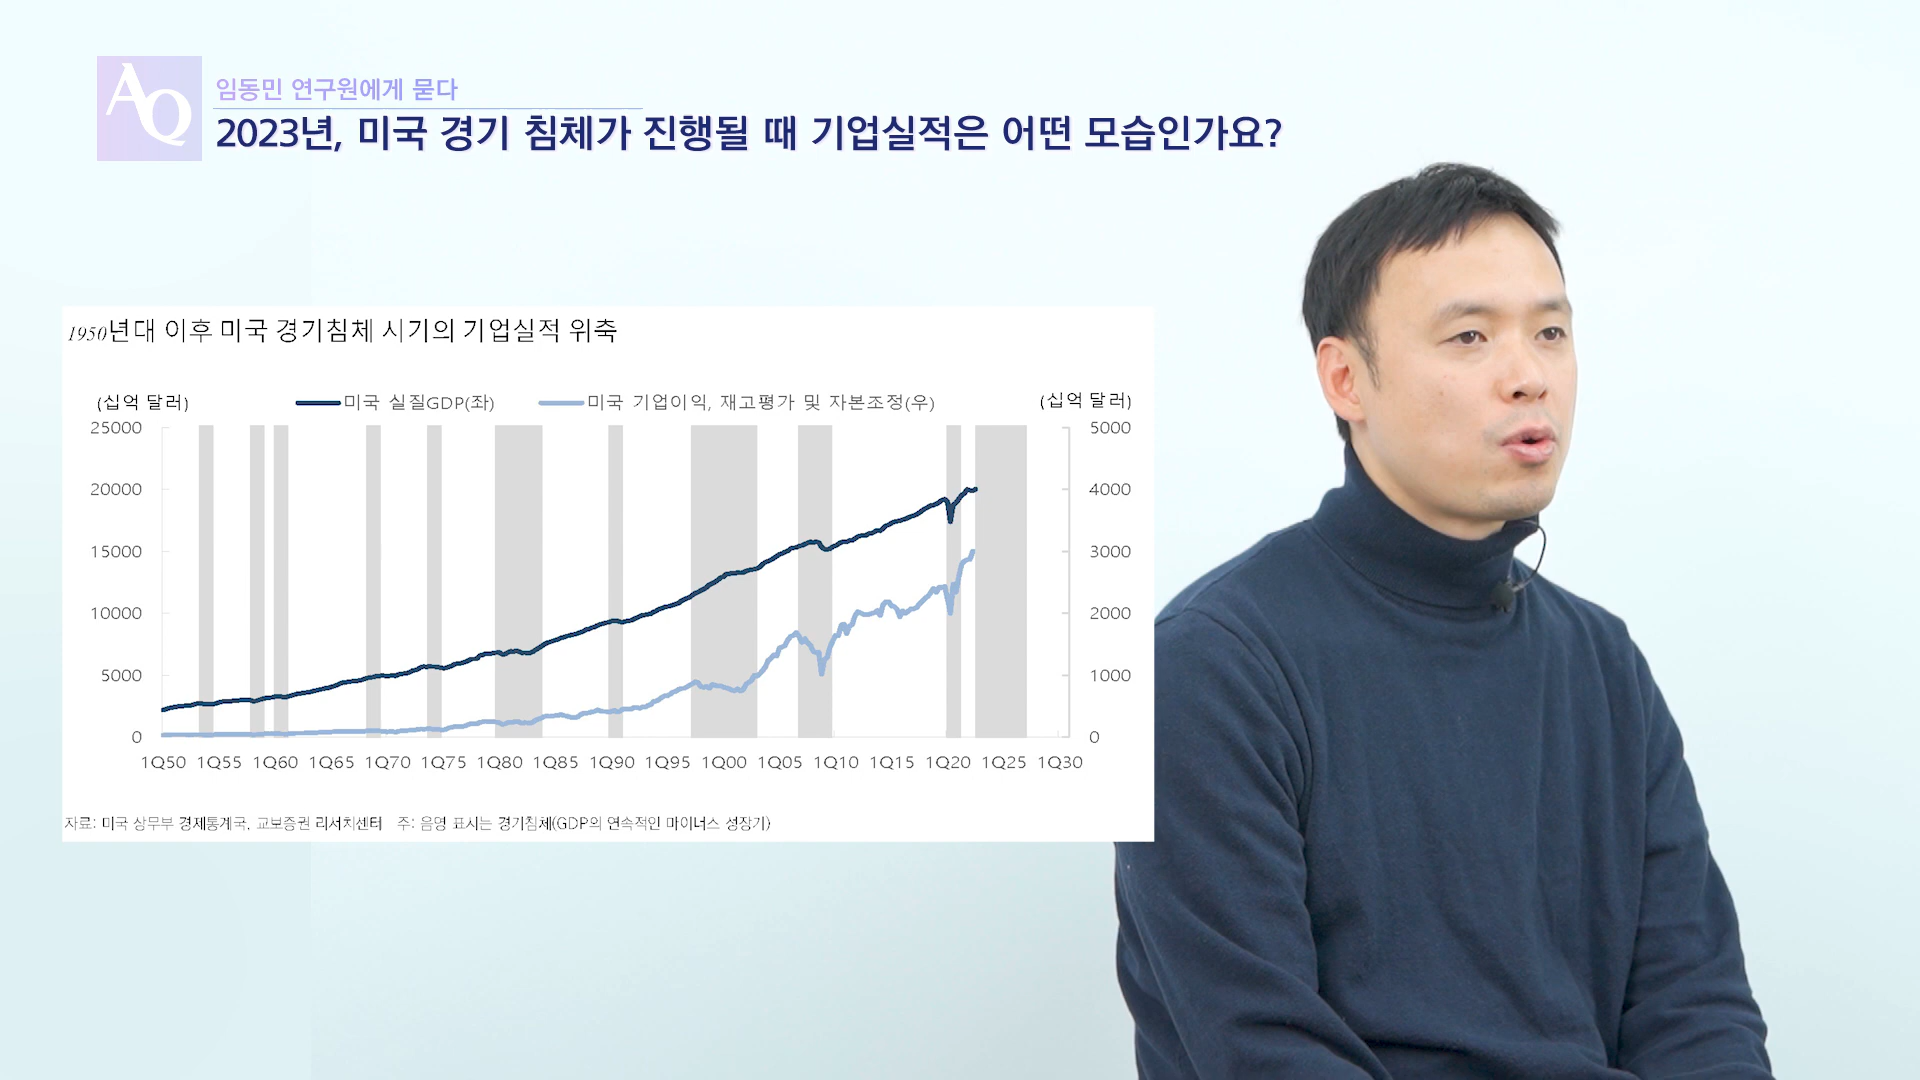 AQ
임동민 연구원에게 묻다
2023년, 미국 경기 침체가 진행될 때 기업실적은 어떤 모습인가요?
1950년대 이후 미국 경기침체 시기의 기업실적 위축
(십억 달러) 미국 실질GDP(좌) 미국 기업이익, 재고평가 및 자본조정(우) (십억 달러)
25000 5000
20000 4000
15000 3000
10000 2000
5000 1000
0 0
1Q50 1Q55 1Q60 1Q65 1Q70 1Q75 1Q80 1Q85 1Q90 1Q95 1Q00 1Q05 1Q10 1Q15 1Q20 1Q25 1Q30
자료: 미국 상무부 경제통계국, 교보증권 리서치센터 주: 음영 표시는 경기침체(GDP의 연속적인 마이너스 성장기)